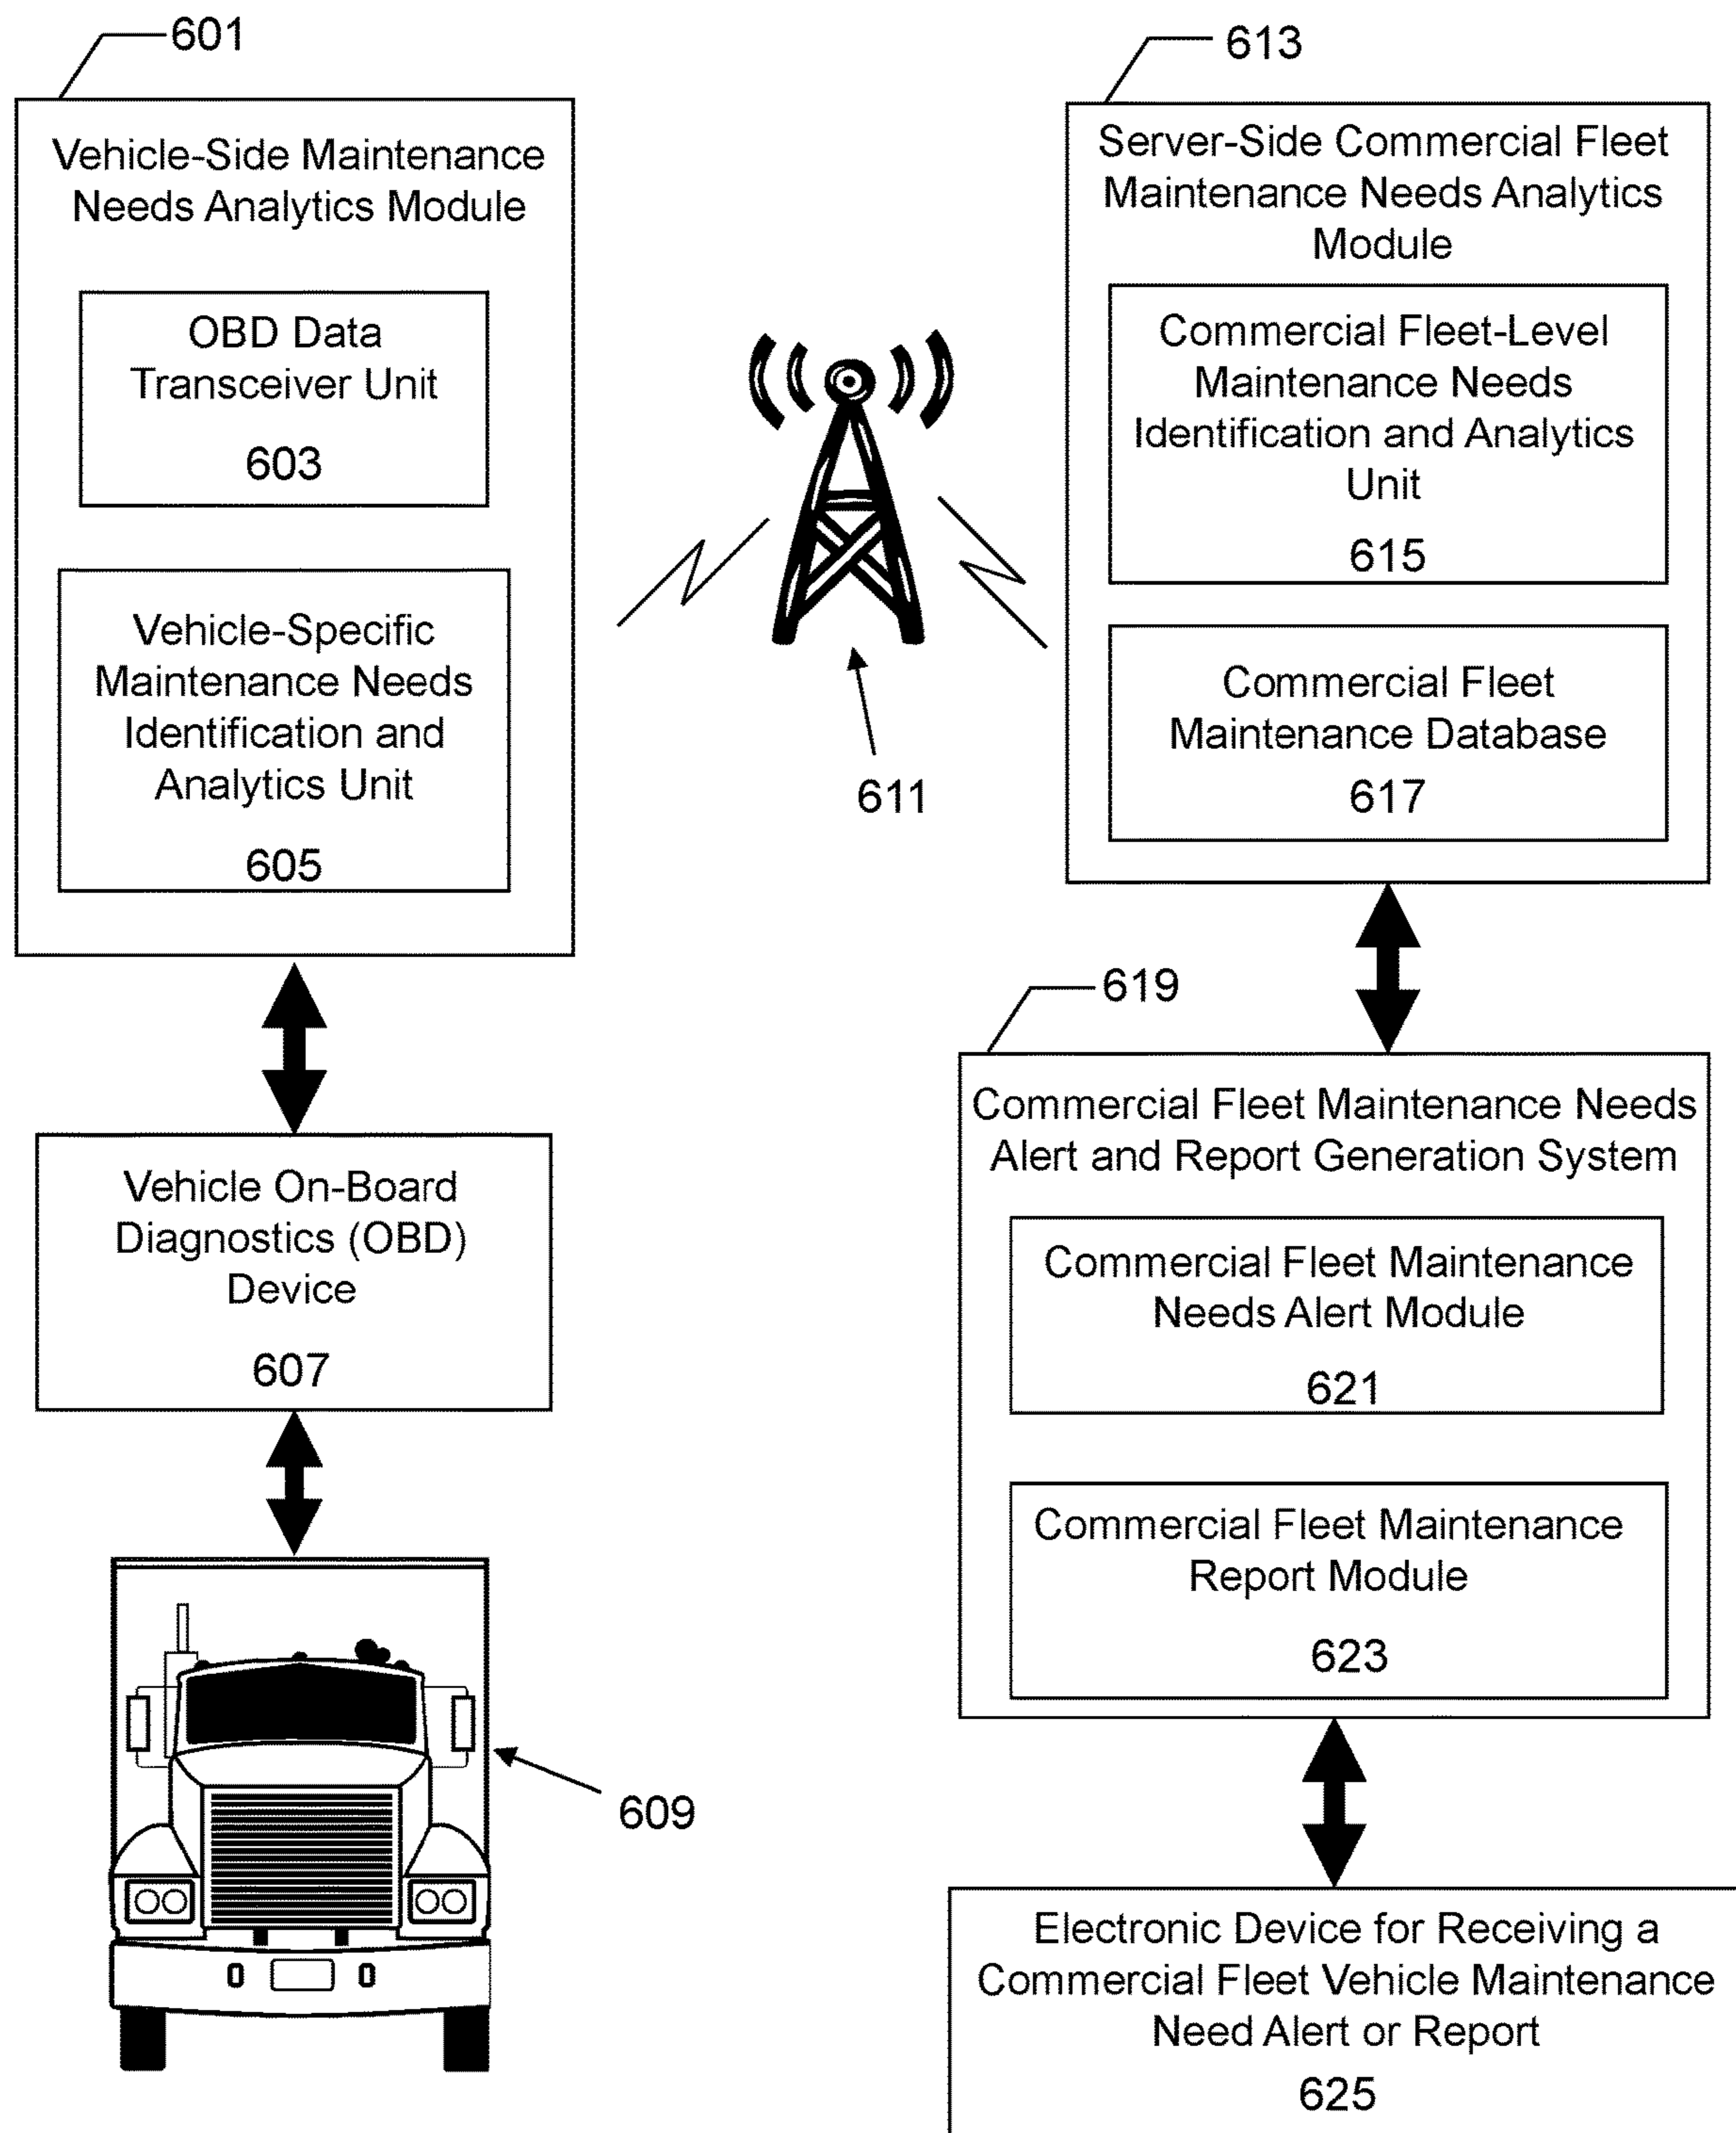 601
Vehicle-Side Maintenance
Needs Analytics Module
OBD Data
Transceiver Unit
603
Vehicle-Specific
Maintenance Needs
Identification and
Analytics Unit
605
Vehicle On-Board
Diagnostics (OBD)
Device
607
609
611
613
Server-Side Commercial Fleet
Maintenance Needs Analytics
Module
Commercial Fleet-Level
Maintenance Needs
Identification and Analytics
Unit
615
Commercial Fleet
Maintenance Database
617
619
Commercial Fleet Maintenance Needs
Alert and Report Generation System
Commercial Fleet Maintenance
Needs Alert Module
621
Commercial Fleet Maintenance
Report Module
623
Electronic Device for Receiving a
Commercial Fleet Vehicle Maintenance
Need Alert or Report
625